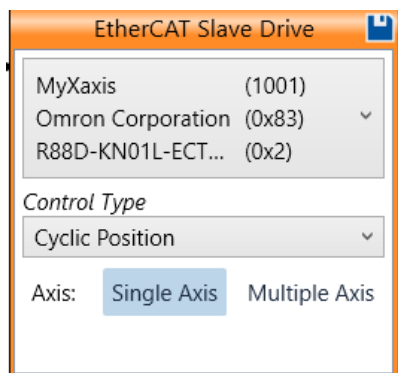 EtherCAT Slave Drive
MyXaxis (1001)
Omron Corporation (0x83)
R88D-KN01L-ECT... (0x2)
Control Type
Cyclic Position
Axis: Single Axis Multiple Axis